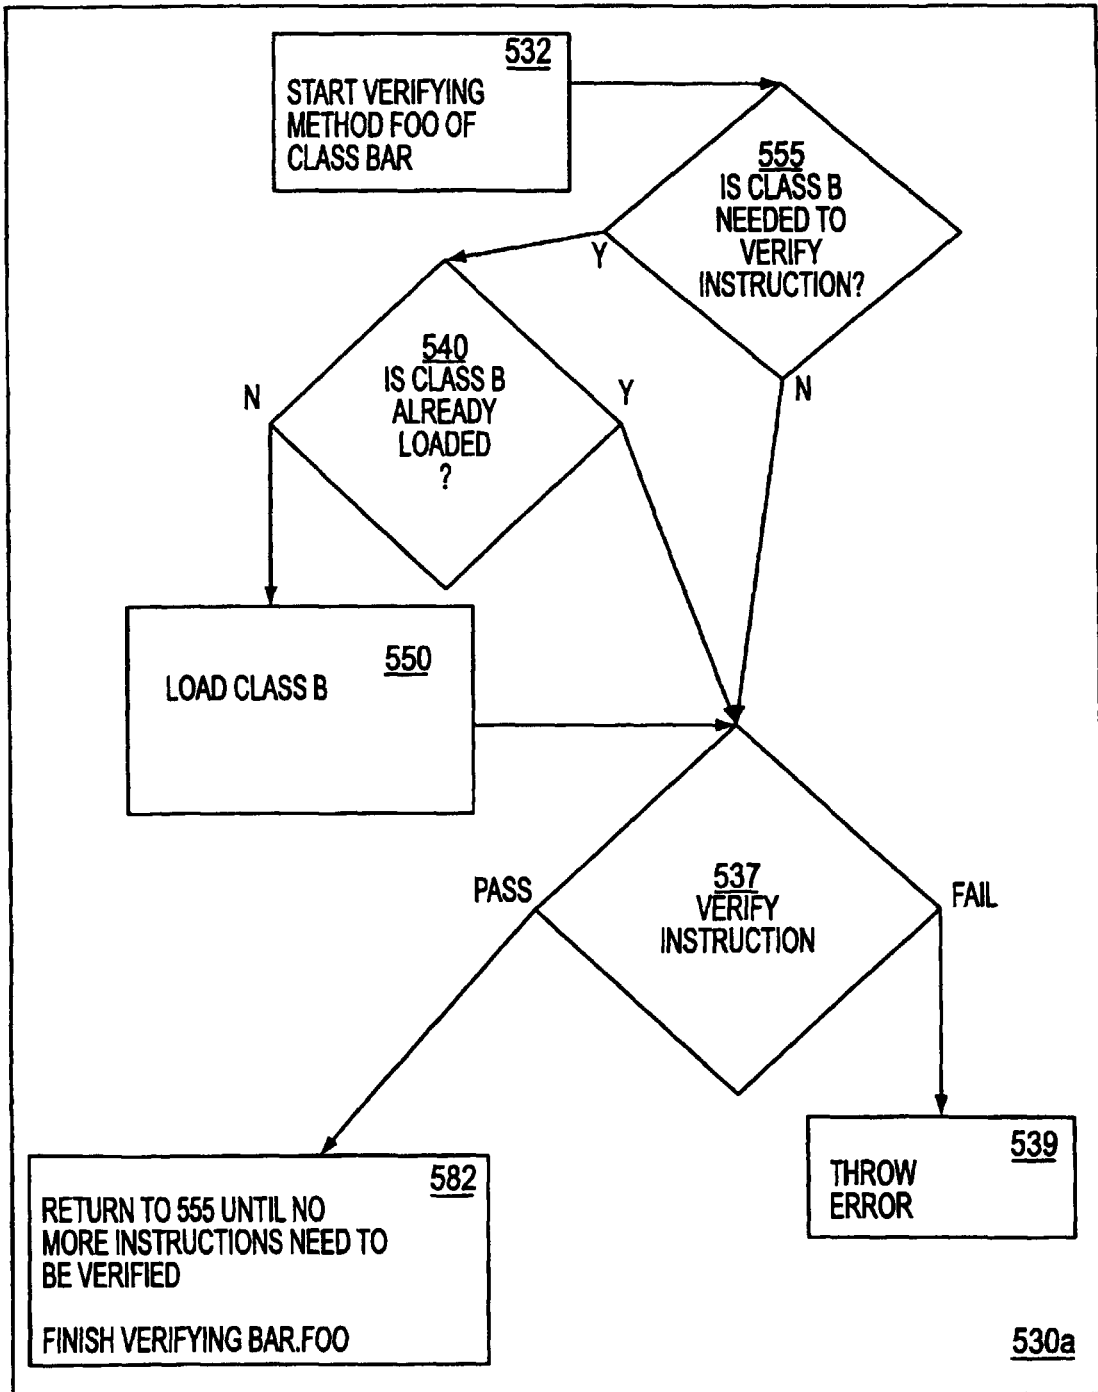 532
START VERIFYING
METHOD FOO OF
CLASS BAR
555
IS CLASS B
NEEDED TO
VERIFY
INSTRUCTION?
Y
N
540
IS CLASS B
ALREADY
LOADED
?
N
Y
550
LOAD CLASS B
537
VERIFY
INSTRUCTION
PASS
FAIL
582
RETURN TO 555 UNTIL NO
MORE INSTRUCTIONS NEED TO
BE VERIFIED
FINISH VERIFYING BAR.FOO
539
THROW
ERROR
530a